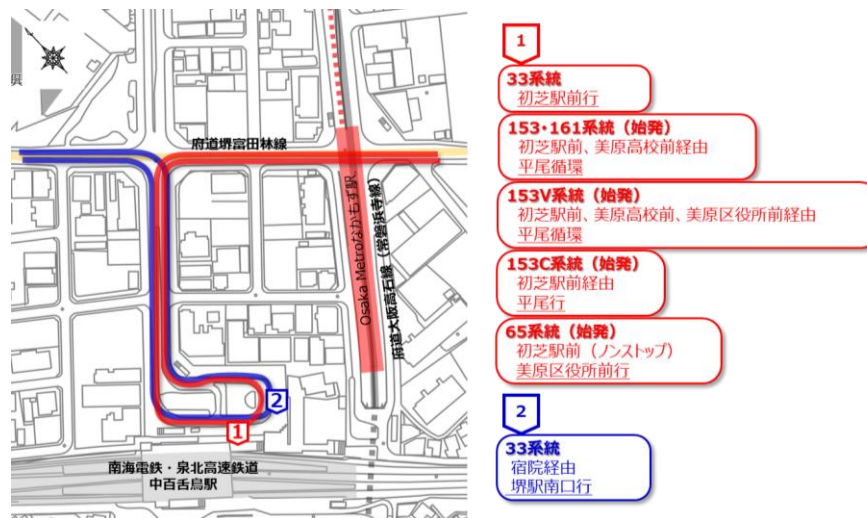 府道堺富田林線
Osaka Metroなかもず駅
府道大阪高石線（常磐浜寺線）
2
1
南海電鉄・泉北高速鉄道
中百舌鳥駅
1
33系統
初芝駅前行
153・161系統（始発）
初芝駅前、美原高校前経由
平尾循環
153V系統（始発）
初芝駅前、美原高校前、美原区役所前経由
平尾循環
153C系統（始発）
初芝駅前経由
平尾行
65系統（始発）
初芝駅前（ノンストップ）
美原区役所前行
2
33系統
宿院経由
堺駅南口行